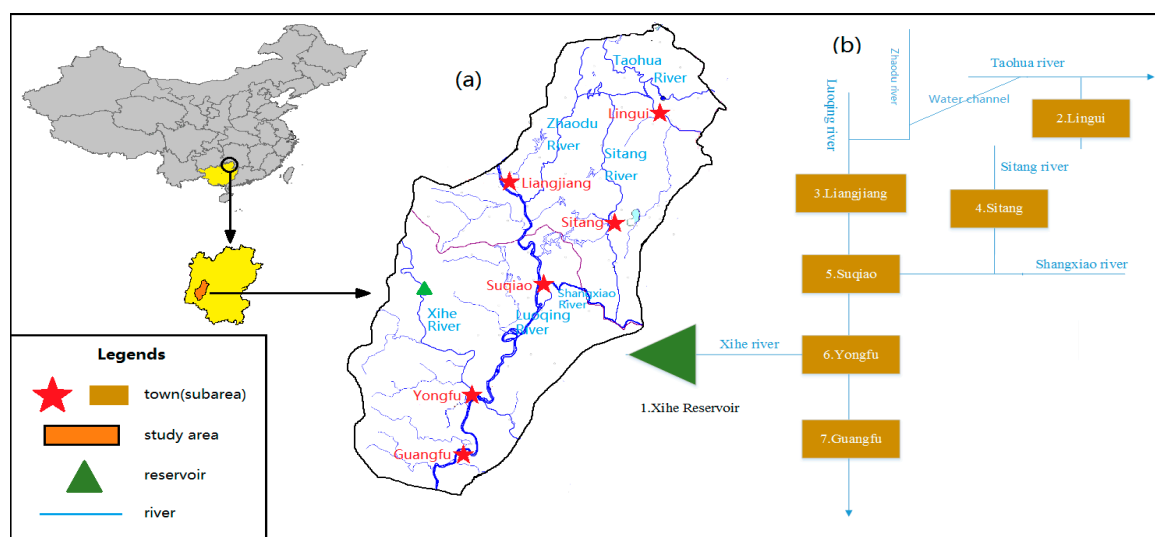 (a)
Taohua
River
Lingui
Zhaodu
River
Sitang
River
Liangjiang
Sitang
Suqiao
Shangxiao
River
Luoqing
River
Xihe
River
Yongfu
Guangfu
Legends
town(subarea)
study area
reservoir
river
(b)
Luoqing river
Zhaodu river
Taohua river
Water channel
2.Lingui
Sitang river
3.Liangjiang
4.Sitang
Shangxiao river
5.Suqiao
Xihe river
6.Yongfu
1.Xihe Reservoir
7.Guangfu